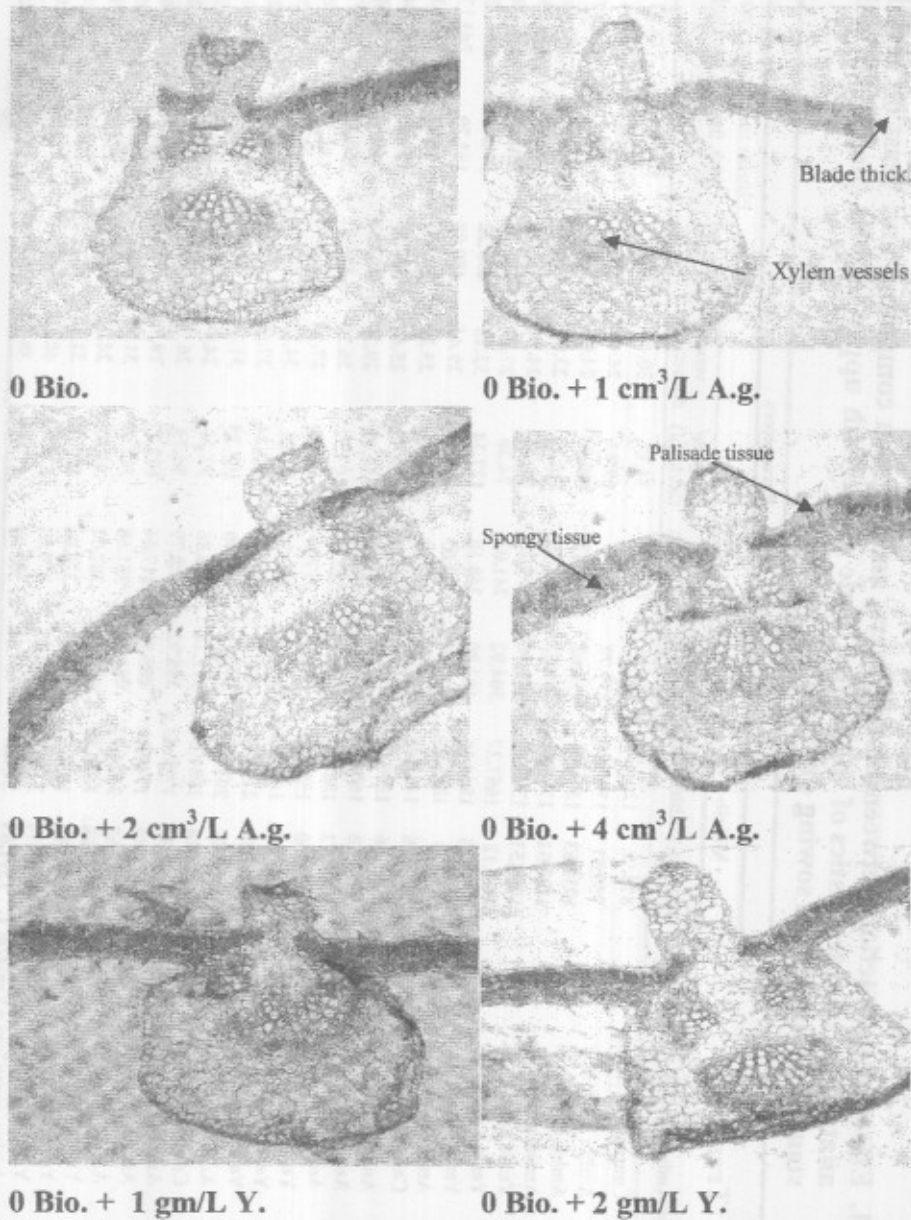 Blade thick.
Xylem vessels
0 Bio.
0 Bio. + 1 cm³/L A.g.
Palisade tissue
Spongy tissue
0 Bio. + 2 cm³/L A.g.
0 Bio. + 4 cm³/L A.g.
0 Bio. + 1 gm/L Y.
0 Bio. + 2 gm/L Y.